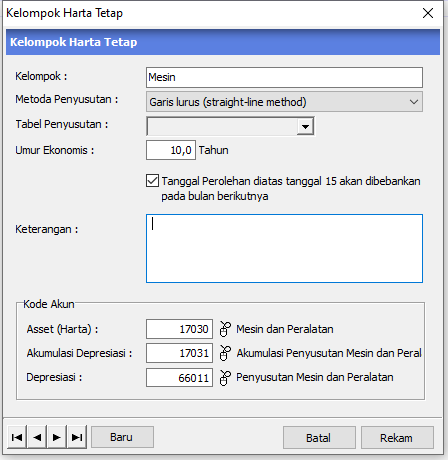 Kelompok Harta Tetap
Kelompok Harta Tetap
Kelompok :
Mesin
Metoda Penyusutan :
Garis lurus (straight-line method)
Tabel Penyusutan :
Umur Ekonomis :
10,0 Tahun
Tanggal Perolehan diatas tanggal 15 akan dibebankan
pada bulan berikutnya
Keterangan :
Kode Akun
Asset (Harta) :
17030
Mesin dan Peralatan
Akumulasi Depresiasi :
17031
Akumulasi Penyusutan Mesin dan Peral
Depresiasi :
66011
Penyusutan Mesin dan Peralatan
Baru
Batal
Rekam